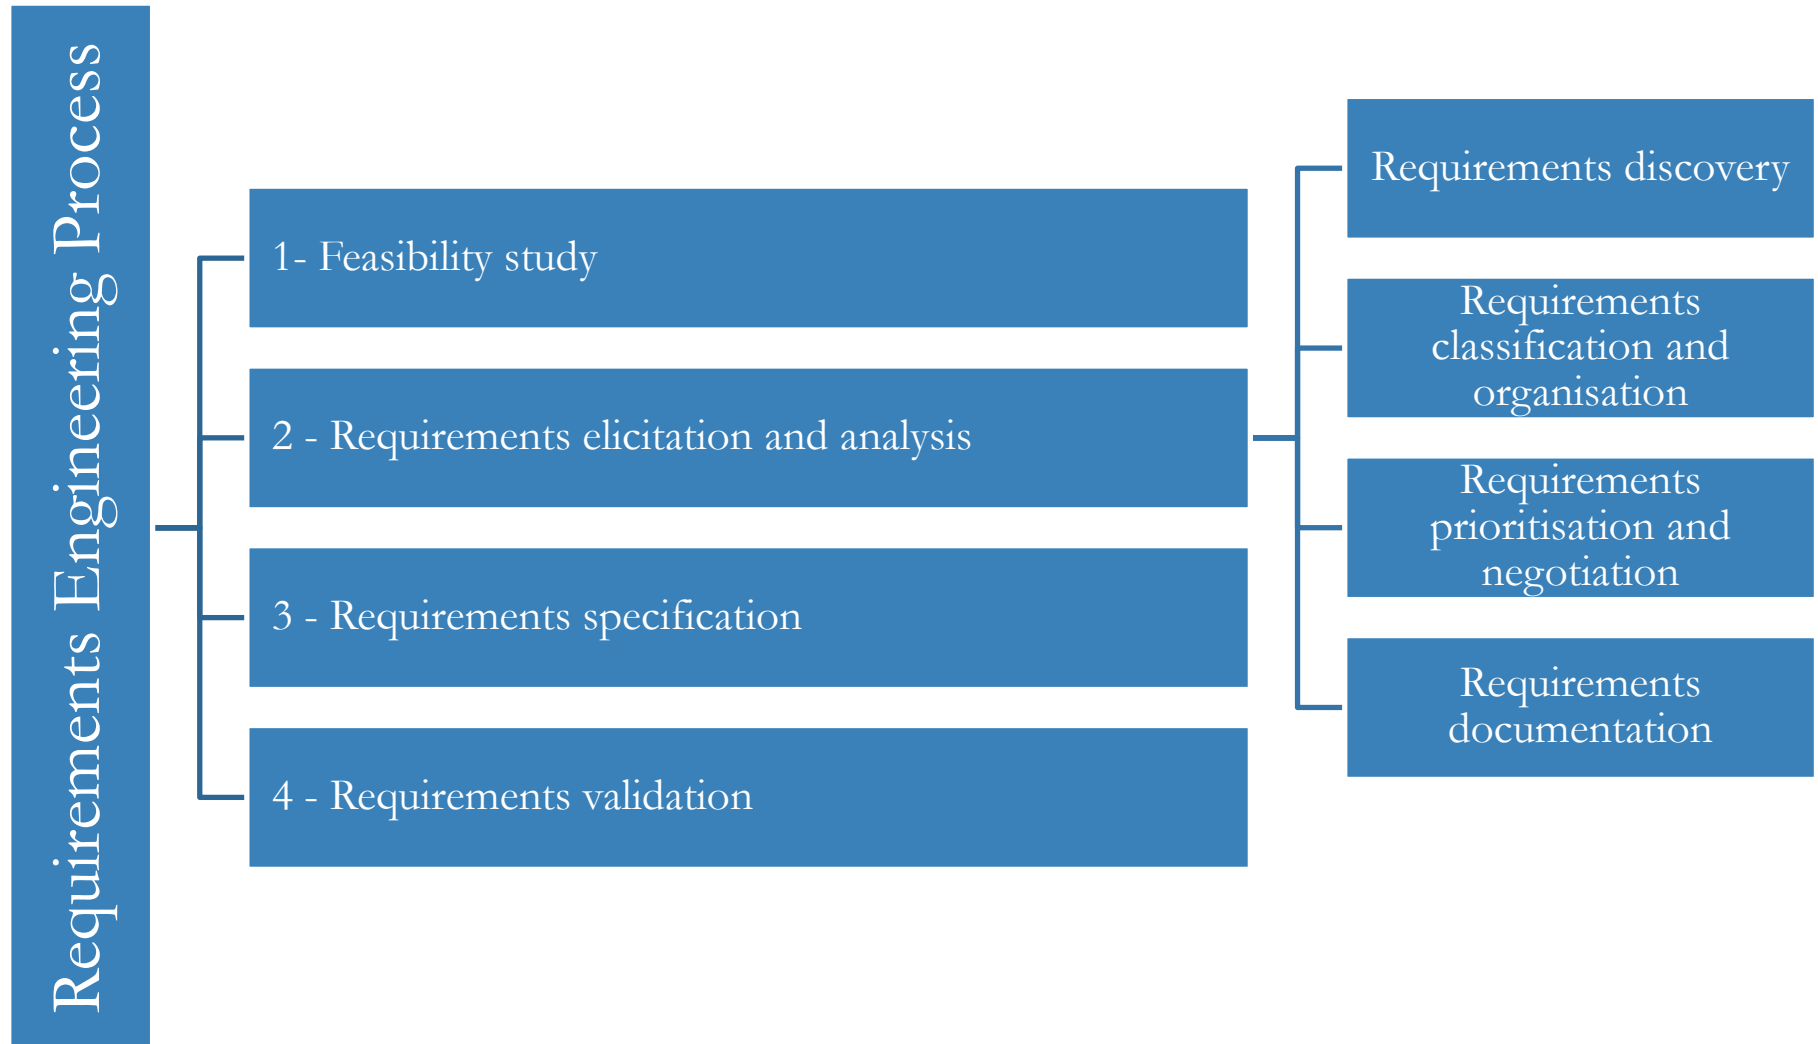 Requirements Engineering Process
1- Feasibility study
2 - Requirements elicitation and analysis
3 - Requirements specification
4 - Requirements validation
Requirements discovery
Requirements
classification and
organisation
Requirements
prioritisation and
negotiation
Requirements
documentation